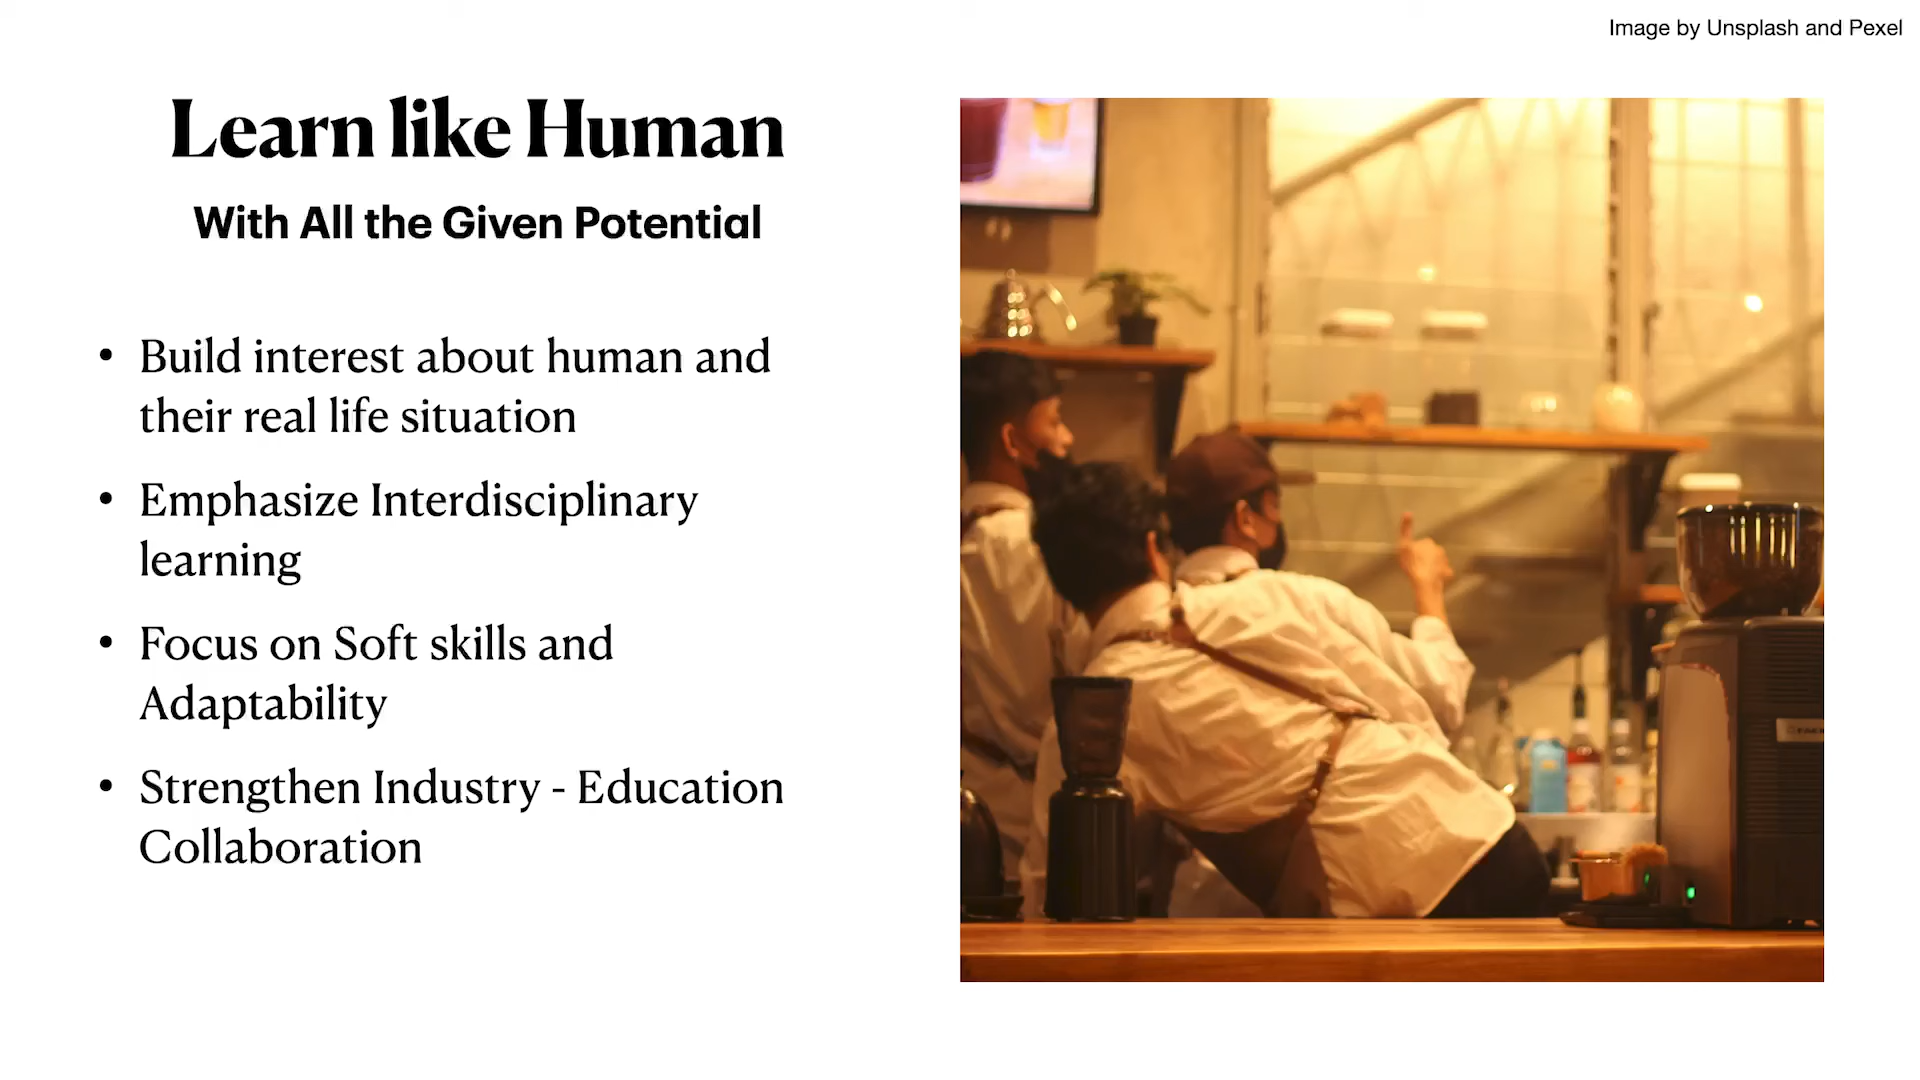 Image by Unsplash and Pexel
Learn like Human
With All the Given Potential
• Build interest about human and
their real life situation
• Emphasize Interdisciplinary
learning
• Focus on Soft skills and
Adaptability
• Strengthen Industry - Education
Collaboration